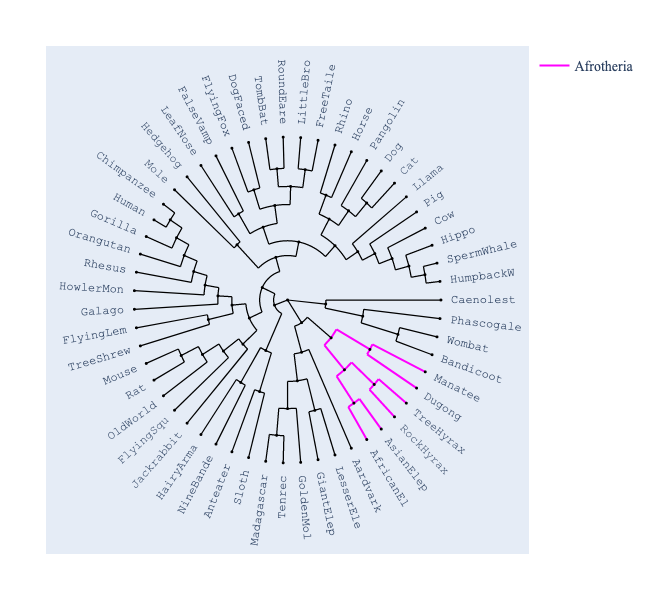 Afrotheria
Caenolest
Phascogale
Wombat
Bandicoot
Manatee
Dugong
TreeHyrax
RockHyrax
AsianElep
AfricanEl
Aardvark
LesserEle
GiantElep
GoldenMol
Tenrec
Madagascar
Sloth
Anteater
NineBande
HairyArma
Jackrabbit
FlyingSqu
OldWorld
Rat
Mouse
TreeShrew
FlyingLem
Galago
HowlerMon
Rhesus
Orangutan
Gorilla
Human
Chimpanzee
Mole
Hedgehog
LeafNose
FalseVamp
FlyingFox
DogFaced
TombBat
RoundEare
LittleBro
FreeTaile
Rhino
Horse
Pangolin
Dog
Cat
Llama
Pig
Cow
Hippo
SpermWhale
HumpbackW